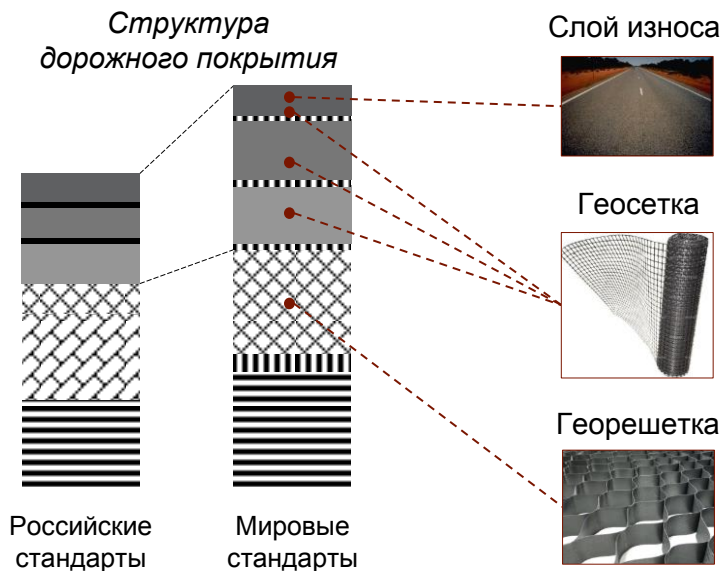 Структура
дорожного покрытия
Слой износа
Геосетка
Георешетка
Российские
стандарты
Мировые
стандарты